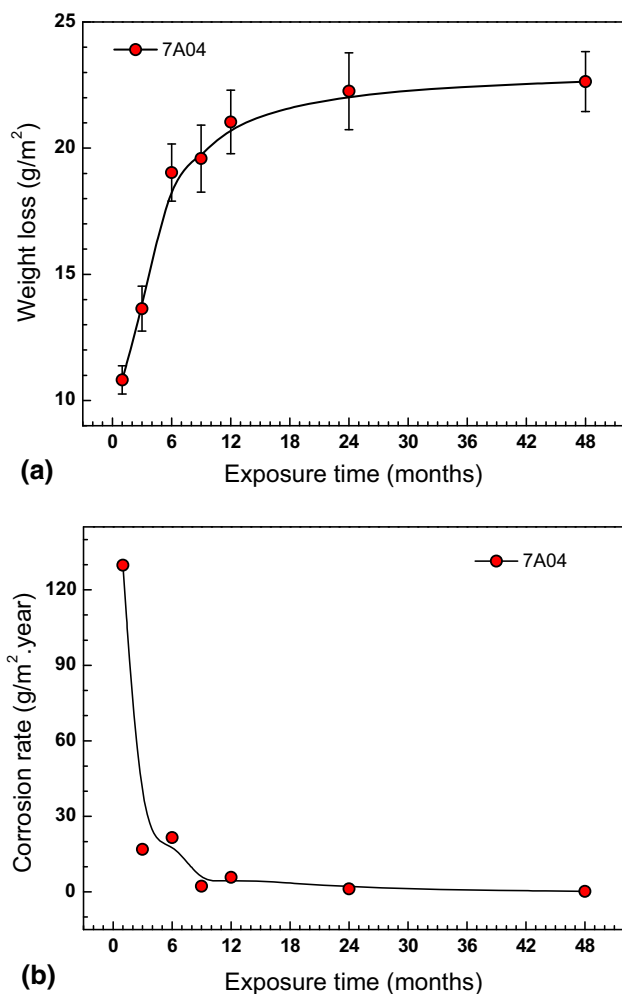 25
7A04
20
15
10
Weight loss (g/m²)
0 6 12 18 24 30 36 42 48
(a) Exposure time (months)
7A04
120
90
60
30
0
Corrosion rate (g/m².year)
0 6 12 18 24 30 36 42 48
(b) Exposure time (months)